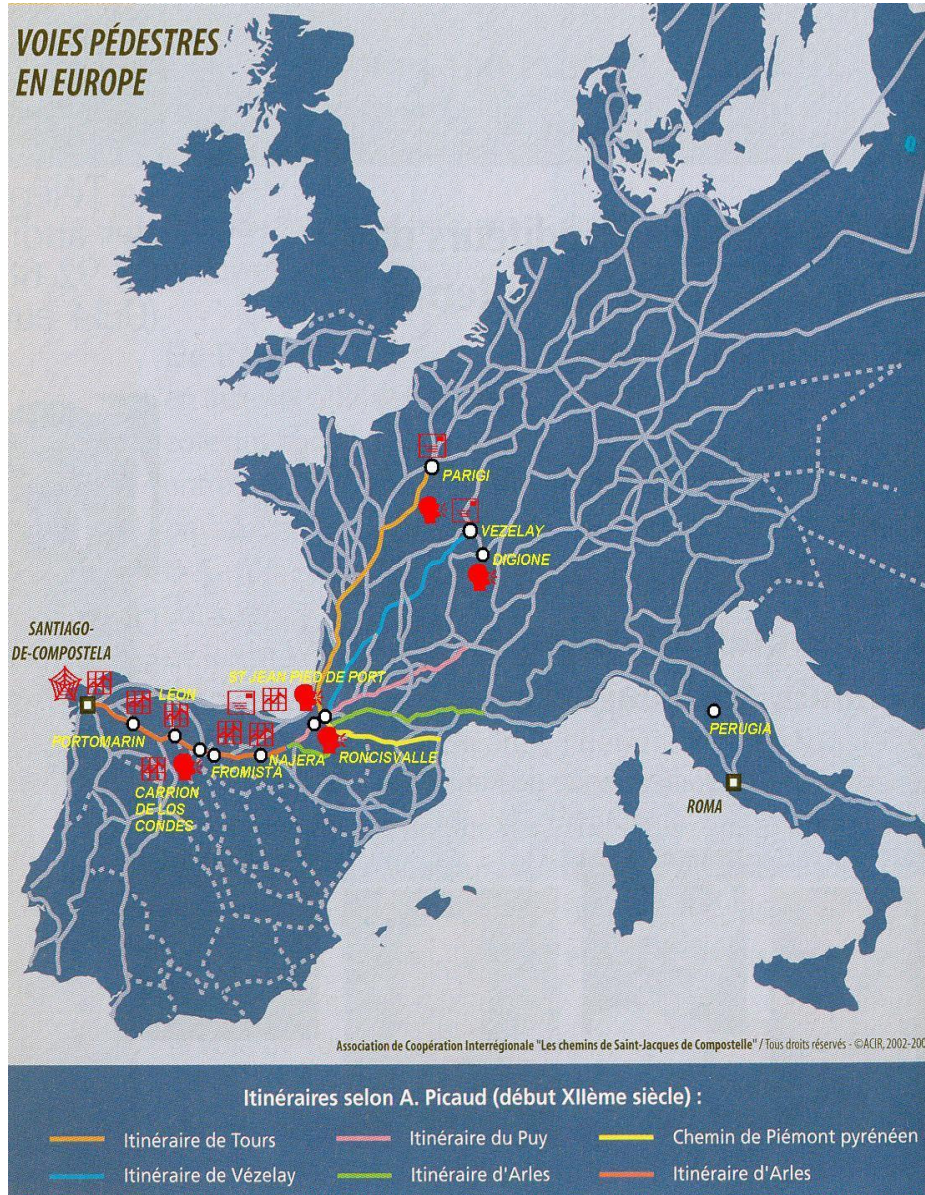 VOIES PÉDESTRES
EN EUROPE
PARIGI
VEZELAY
DIGIONE
SANTIAGO-
DE-COMPOSTELA
ST JEAN PIED DE PORT
LEON
PORTOMARIN
FROMISTA
NAJERA
RONCISVALLE
CARRION
DE LOS
CONDES
PERUGIA
ROMA
Association de Coopération Interrégionale "Les chemins de Saint-Jacques de Compostelle" / Tous droits réservés - ©ACIR, 2002-200
Itinéraires selon A. Picaud (début XIIème siècle) :
Itinéraire de Tours
Itinéraire du Puy
Chemin de Piémont pyrénéen
Itinéraire de Vézelay
Itinéraire d'Arles
Itinéraire d'Arles